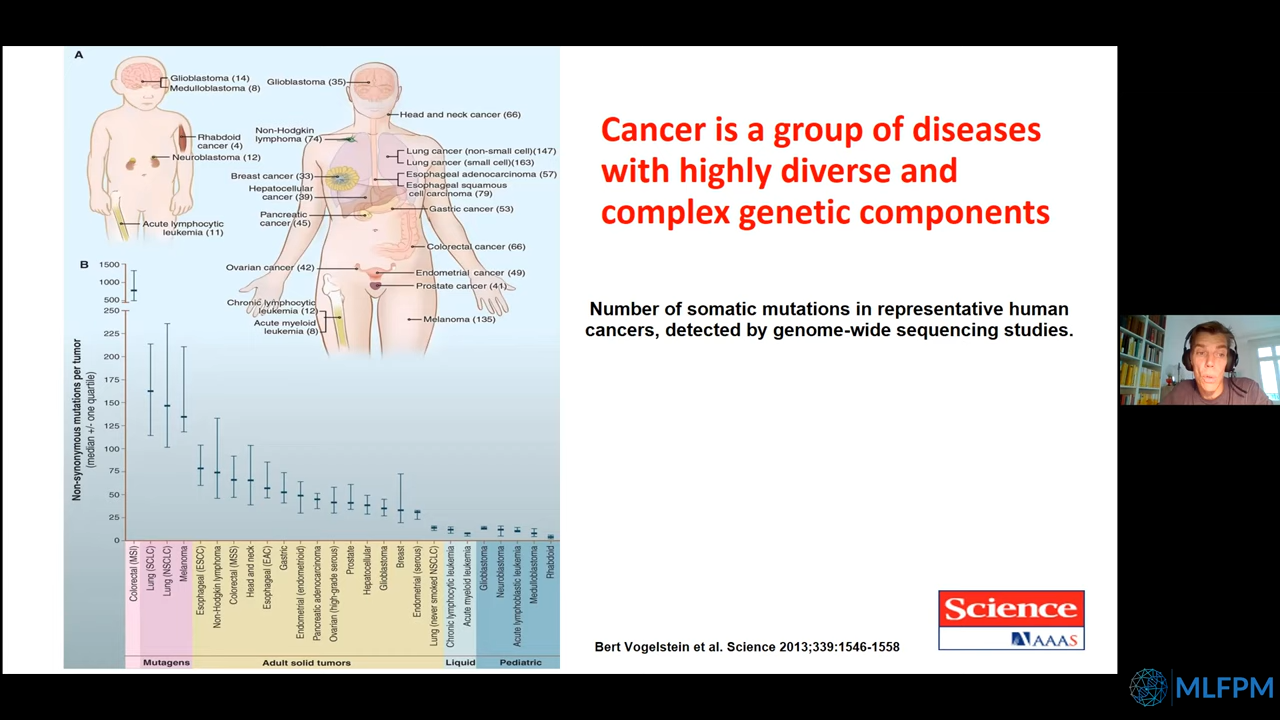 A
Glioblastoma (14)
Medulloblastoma (8)
Rhabdoid
cancer (4)
Neuroblastoma (12)
Acute lymphocytic
leukemia (11)
Glioblastoma (35)
Head and neck cancer (66)
Non-Hodgkin
lymphoma (74)
Lung cancer (non-small cell)(147)
Lung cancer (small cell)(163)
Esophageal adenocarcinoma (57)
Esophageal squamous
cell carcinoma (79)
Breast cancer (33)
Hepatocellular
cancer (39)
Gastric cancer (53)
Pancreatic
cancer (45)
Colorectal cancer (66)
Ovarian cancer (42)
Endometrial cancer (49)
Prostate cancer (41)
Chronic lymphocytic
leukemia (12)
Acute myeloid
leukemia (8)
Melanoma (135)
B
1500
1000
500
250
225
200
175
150
125
100
75
50
25
0
Non-synonymous mutations per tumor
(median +/- one quartile)
Colorectal (MSI)
Lung (SCLC)
Lung (NSCLC)
Melanoma
Esophageal (ESCC)
Non-Hodgkin lymphoma
Colorectal (MSS)
Head and neck
Esophageal (EAC)
Gastric
Endometrial (endometrioid)
Pancreatic adenocarcinoma
Ovarian (high-grade serous)
Prostate
Hepatocellular
Glioblastoma
Breast
Endometrial (serous)
Lung (never smoked NSCLC)
Chronic lymphocytic leukemia
Acute myeloid leukemia
Glioblastoma
Neuroblastoma
Acute lymphoblastic leukemia
Medulloblastoma
Rhabdoid
Mutagens
Adult solid tumors
Liquid
Pediatric
Cancer is a group of diseases
with highly diverse and
complex genetic components
Number of somatic mutations in representative human
cancers, detected by genome-wide sequencing studies.
Bert Vogelstein et al. Science 2013;339:1546-1558
Science
AAAS
MLFPM